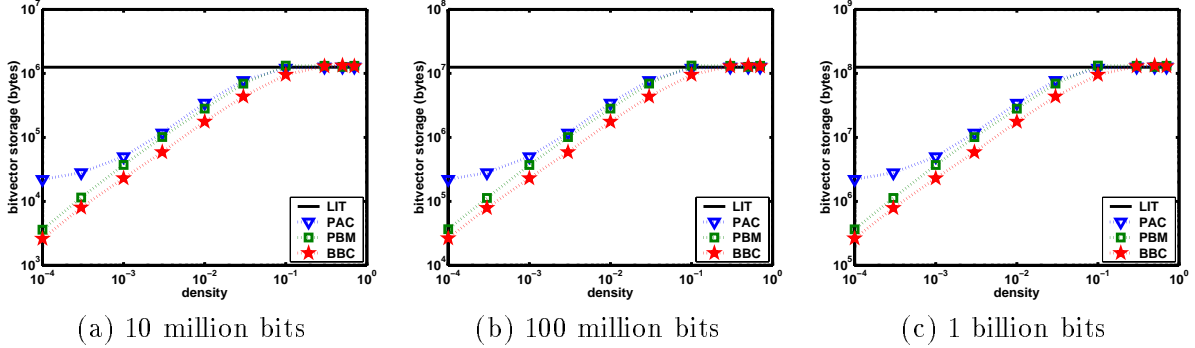 10^7
10^6
10^5
10^4
10^3
bitvector storage (bytes)
10^−4
10^−3
10^−2
10^−1
10^0
density
LIT
PAC
PBM
BBC
(a) 10 million bits
10^8
10^7
10^6
10^5
10^4
bitvector storage (bytes)
10^−4
10^−3
10^−2
10^−1
10^0
density
LIT
PAC
PBM
BBC
(b) 100 million bits
10^9
10^8
10^7
10^6
10^5
bitvector storage (bytes)
10^−4
10^−3
10^−2
10^−1
10^0
density
LIT
PAC
PBM
BBC
(c) 1 billion bits